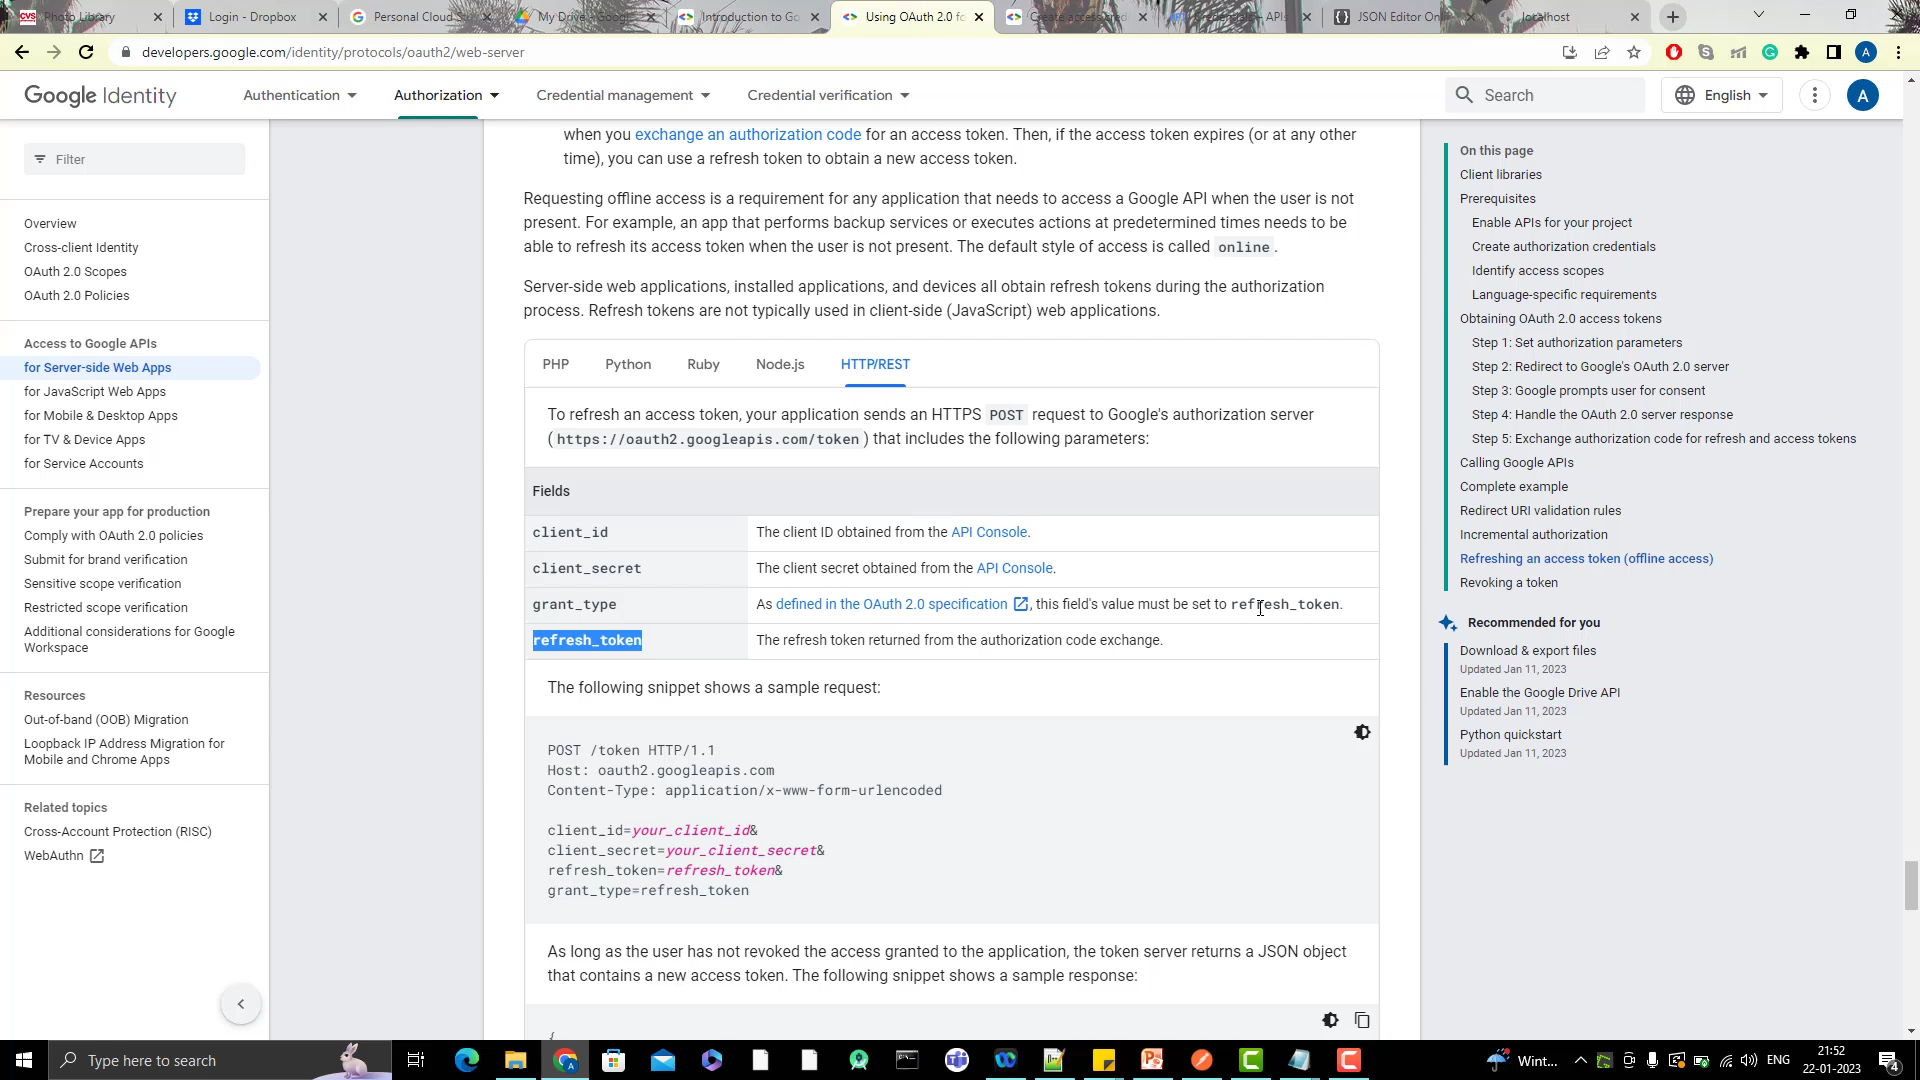 Photo Library
Login - Dropbox
Personal Cloud St
My Drive - Google
Introduction to Go
Using OAuth 2.0 fo
Create access cred
Credentials – APIs
JSON Editor Onl
localhost
developers.google.com/identity/protocols/oauth2/web-server
Google Identity
Authentication
Authorization
Credential management
Credential verification
Search
English
A
Filter
Overview
Cross-client Identity
OAuth 2.0 Scopes
OAuth 2.0 Policies
Access to Google APIs
for Server-side Web Apps
for JavaScript Web Apps
for Mobile & Desktop Apps
for TV & Device Apps
for Service Accounts
Prepare your app for production
Comply with OAuth 2.0 policies
Submit for brand verification
Sensitive scope verification
Restricted scope verification
Additional considerations for Google
Workspace
Resources
Out-of-band (OOB) Migration
Loopback IP Address Migration for
Mobile and Chrome Apps
Related topics
Cross-Account Protection (RISC)
WebAuthn
when you exchange an authorization code for an access token. Then, if the access token expires (or at any other
time), you can use a refresh token to obtain a new access token.
Requesting offline access is a requirement for any application that needs to access a Google API when the user is not
present. For example, an app that performs backup services or executes actions at predetermined times needs to be
able to refresh its access token when the user is not present. The default style of access is called online.
Server-side web applications, installed applications, and devices all obtain refresh tokens during the authorization
process. Refresh tokens are not typically used in client-side (JavaScript) web applications.
PHP
Python
Ruby
Node.js
HTTP/REST
To refresh an access token, your application sends an HTTPS POST request to Google's authorization server
(https://oauth2.googleapis.com/token) that includes the following parameters:
Fields
client_id The client ID obtained from the API Console.
client_secret The client secret obtained from the API Console.
grant_type As defined in the OAuth 2.0 specification, this field's value must be set to refresh_token.
refresh_token The refresh token returned from the authorization code exchange.
The following snippet shows a sample request:
POST /token HTTP/1.1
Host: oauth2.googleapis.com
Content-Type: application/x-www-form-urlencoded
client_id=your_client_id&
client_secret=your_client_secret&
refresh_token=refresh_token&
grant_type=refresh_token
As long as the user has not revoked the access granted to the application, the token server returns a JSON object
that contains a new access token. The following snippet shows a sample response:
{
On this page
Client libraries
Prerequisites
Enable APIs for your project
Create authorization credentials
Identify access scopes
Language-specific requirements
Obtaining OAuth 2.0 access tokens
Step 1: Set authorization parameters
Step 2: Redirect to Google's OAuth 2.0 server
Step 3: Google prompts user for consent
Step 4: Handle the OAuth 2.0 server response
Step 5: Exchange authorization code for refresh and access tokens
Calling Google APIs
Complete example
Redirect URI validation rules
Incremental authorization
Refreshing an access token (offline access)
Revoking a token
Recommended for you
Download & export files
Updated Jan 11, 2023
Enable the Google Drive API
Updated Jan 11, 2023
Python quickstart
Updated Jan 11, 2023
Type here to search
Wint...
ENG
21:52
22-01-2023
4